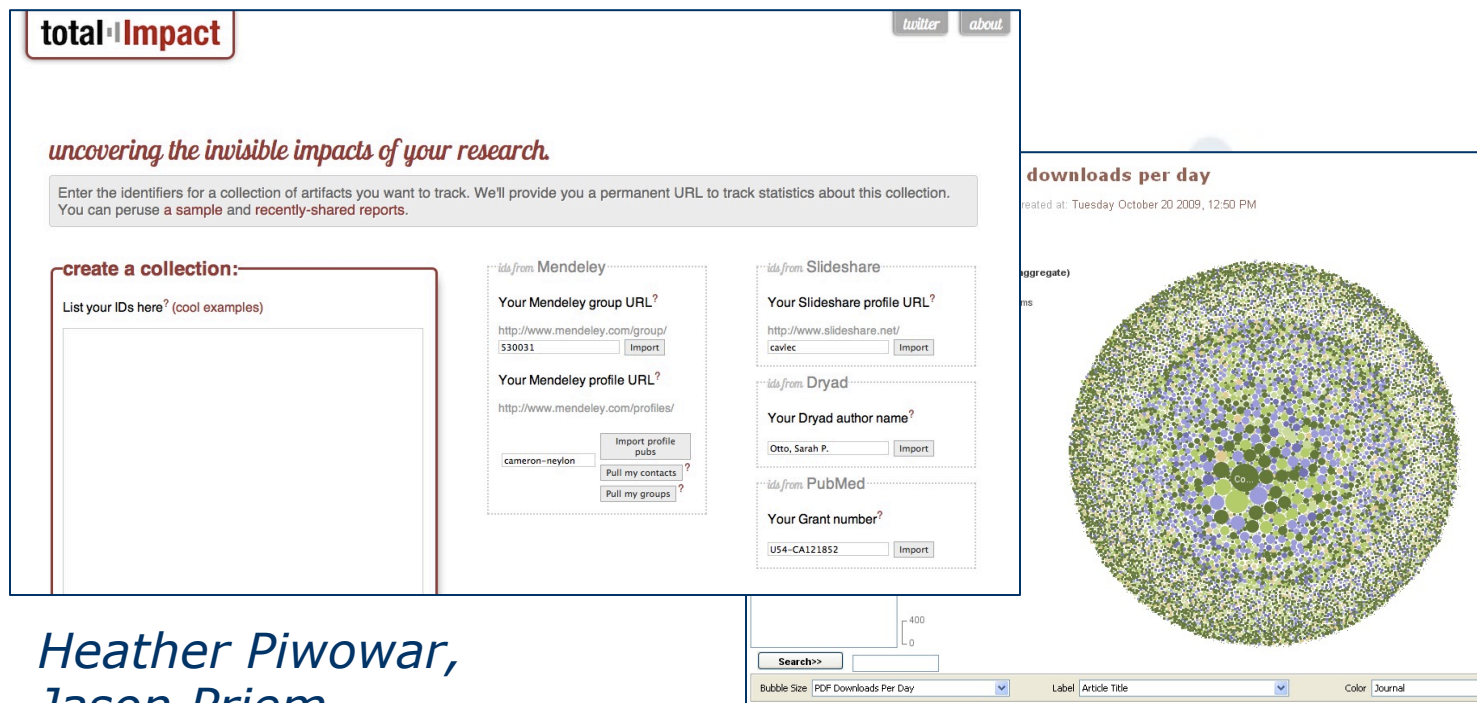 total Impact
twitter about
uncovering the invisible impacts of your research.
Enter the identifiers for a collection of artifacts you want to track. We'll provide you a permanent URL to track statistics about this collection.
You can peruse a sample and recently-shared reports.
create a collection:
List your IDs here? (cool examples)
ids from Mendeley
Your Mendeley group URL?
http://www.mendeley.com/group/
530031 Import
Your Mendeley profile URL?
http://www.mendeley.com/profiles/
Import profile
pubs
cameron-neylon
Pull my contacts ?
Pull my groups ?
ids from Slideshare
Your Slideshare profile URL?
http://www.slideshare.net/
cavlec Import
ids from Dryad
Your Dryad author name?
Otto, Sarah P. Import
ids from PubMed
Your Grant number?
U54-CA121852 Import
downloads per day
reated at: Tuesday October 20 2009, 12:50 PM
aggregate)
ms
Co...
400
0
Search>>
Bubble Size PDF Downloads Per Day Label Article Title Color Journal
Heather Piwowar,
Jason Priem